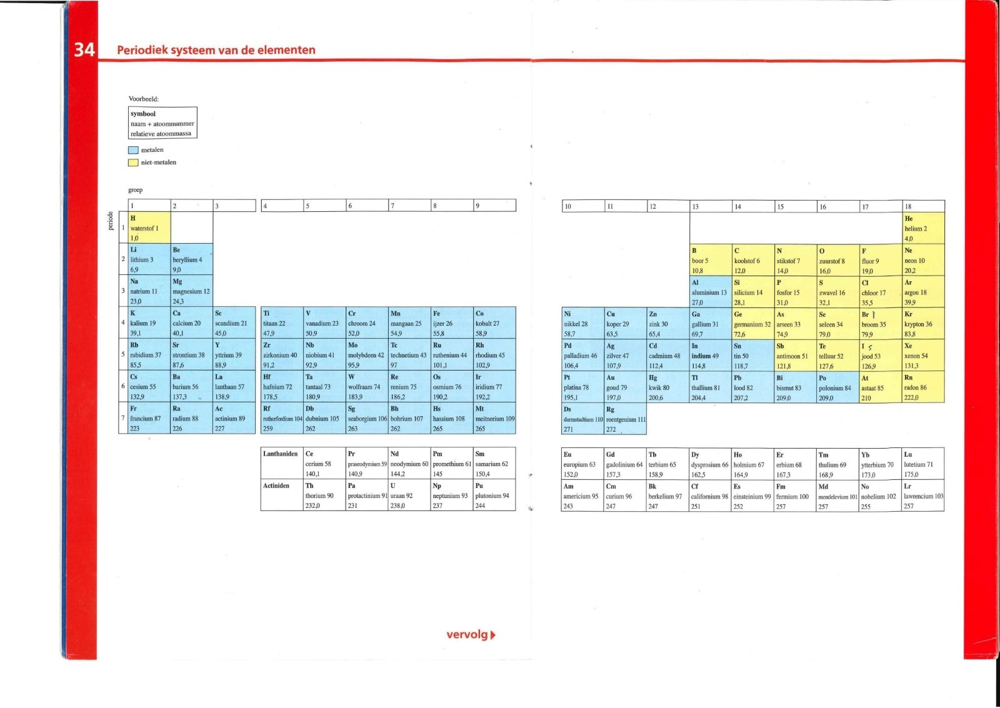 34 Periodiek systeem van de elementen
Voorbeeld:
symbool
naam + atoomnummer
relatieve atoommassa
metalen
niet-metalen
groep
1 2 3 4 5 6 7 8 9 10 11 12 13 14 15 16 17 18
periode
H He
1 waterstof 1 helium 2
1,0 4,0
Li Be B C N O F Ne
2 lithium 3 beryllium 4 boor 5 koolstof 6 stikstof 7 zuurstof 8 fluor 9 neon 10
6,9 9,0 10,8 12,0 14,0 16,0 19,0 20,2
Na Mg Al Si P S Cl Ar
3 natrium 11 magnesium 12 aluminium 13 silicium 14 fosfor 15 zwavel 16 chloor 17 argon 18
23,0 24,3 27,0 28,1 31,0 32,1 35,5 39,9
K Ca Sc Ti V Cr Mn Fe Co Ni Cu Zn Ga Ge As Se Br Kr
4 kalium 19 calcium 20 scandium 21 titaan 22 vanadium 23 chroom 24 mangaan 25 ijzer 26 kobalt 27 nikkel 28 koper 29 zink 30 gallium 31 germanium 32 arseen 33 seleen 34 broom 35 krypton 36
39,1 40,1 45,0 47,9 50,9 52,0 54,9 55,8 58,9 58,7 63,5 65,4 69,7 72,6 74,9 79,0 79,9 83,8
Rb Sr Y Zr Nb Mo Tc Ru Rh Pd Ag Cd In Sn Sb Te I Xe
5 rubidium 37 strontium 38 yttrium 39 zirkonium 40 niobium 41 molybdeen 42 technetium 43 ruthenium 44 rhodium 45 palladium 46 zilver 47 cadmium 48 indium 49 tin 50 antimoon 51 telluur 52 jood 53 xenon 54
85,5 87,6 88,9 91,2 92,9 95,9 97 101,1 102,9 106,4 107,9 112,4 114,8 118,7 121,8 127,6 126,9 131,3
Cs Ba La Hf Ta W Re Os Ir Pt Au Hg Tl Pb Bi Po At Rn
6 cesium 55 barium 56 lanthaan 57 hafnium 72 tantaal 73 wolfraam 74 renium 75 osmium 76 iridium 77 platina 78 goud 79 kwik 80 thallium 81 lood 82 bismut 83 polonium 84 astaat 85 radon 86
132,9 137,3 138,9 178,5 180,9 183,9 186,2 190,2 192,2 195,1 197,0 200,6 204,4 207,2 209,0 209,0 210 222,0
Fr Ra Ac Rf Db Sg Bh Hs Mt Ds Rg
7 francium 87 radium 88 actinium 89 rutherfordium 104 dubnium 105 seaborgium 106 bohrium 107 hassium 108 meitnerium 109 darmstadtium 110 roentgenium 111
223 226 227 259 262 263 262 265 265 271 272
Lanthaniden Ce Pr Nd Pm Sm Eu Gd Tb Dy Ho Er Tm Yb Lu
cerium 58 praseodymium 59 neodymium 60 promethium 61 samarium 62 europium 63 gadolinium 64 terbium 65 dysprosium 66 holmium 67 erbium 68 thulium 69 ytterbium 70 lutetium 71
140,1 140,9 144,2 145 150,4 152,0 157,3 158,9 162,5 164,9 167,3 168,9 173,0 175,0
Actiniden Th Pa U Np Pu Am Cm Bk Cf Es Fm Md No Lr
thorium 90 protactinium 91 uraan 92 neptunium 93 plutonium 94 americium 95 curium 96 berkelium 97 californium 98 einsteinium 99 fermium 100 mendelevium 101 nobelium 102 lawrencium 103
232,0 231 238,0 237 244 243 247 247 251 252 257 257 255 257
vervolg